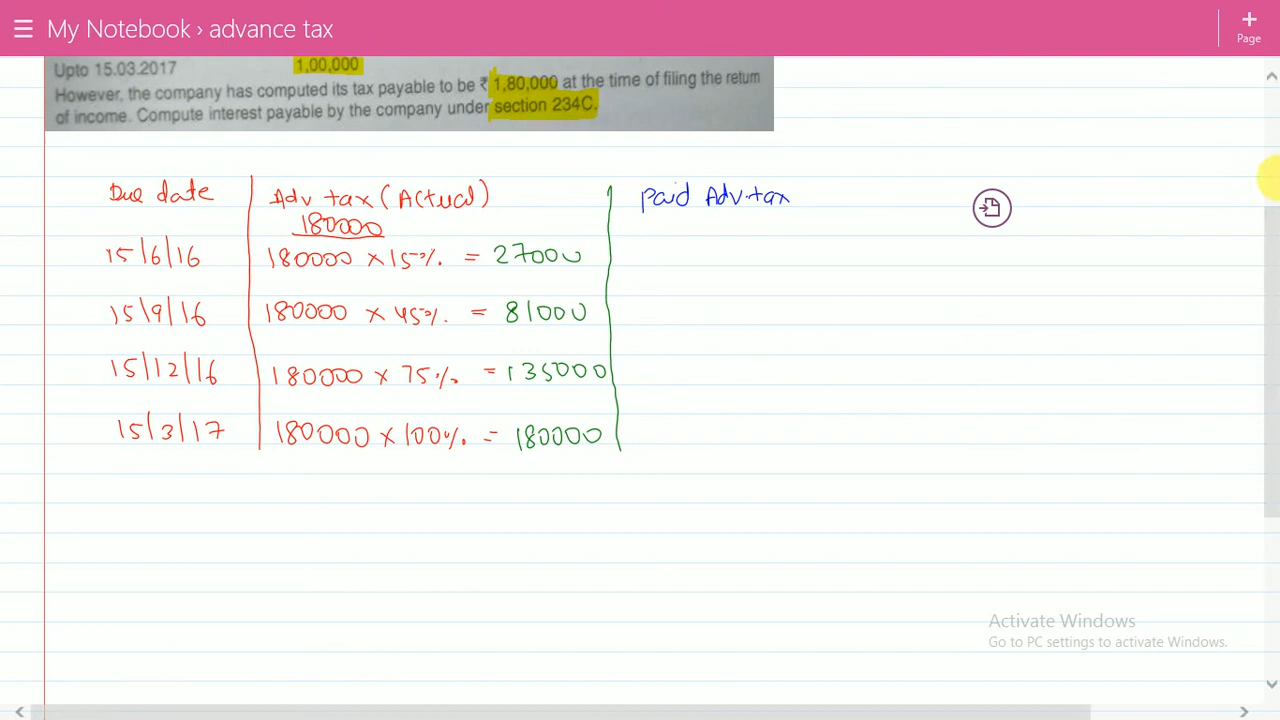 My Notebook › advance tax
Page
Upto 15.03.2017 1,00,000
However, the company has computed its tax payable to be ₹ 1,80,000 at the time of filing the return
of income. Compute interest payable by the company under section 234C.
Due date Adv tax (Actual) paid Adv.tax
180000
15/6/16 180000 × 15% = 27000
15/9/16 180000 × 45% = 81000
15/12/16 180000 × 75% = 135000
15/3/17 180000 × 100% = 180000
Activate Windows
Go to PC settings to activate Windows.